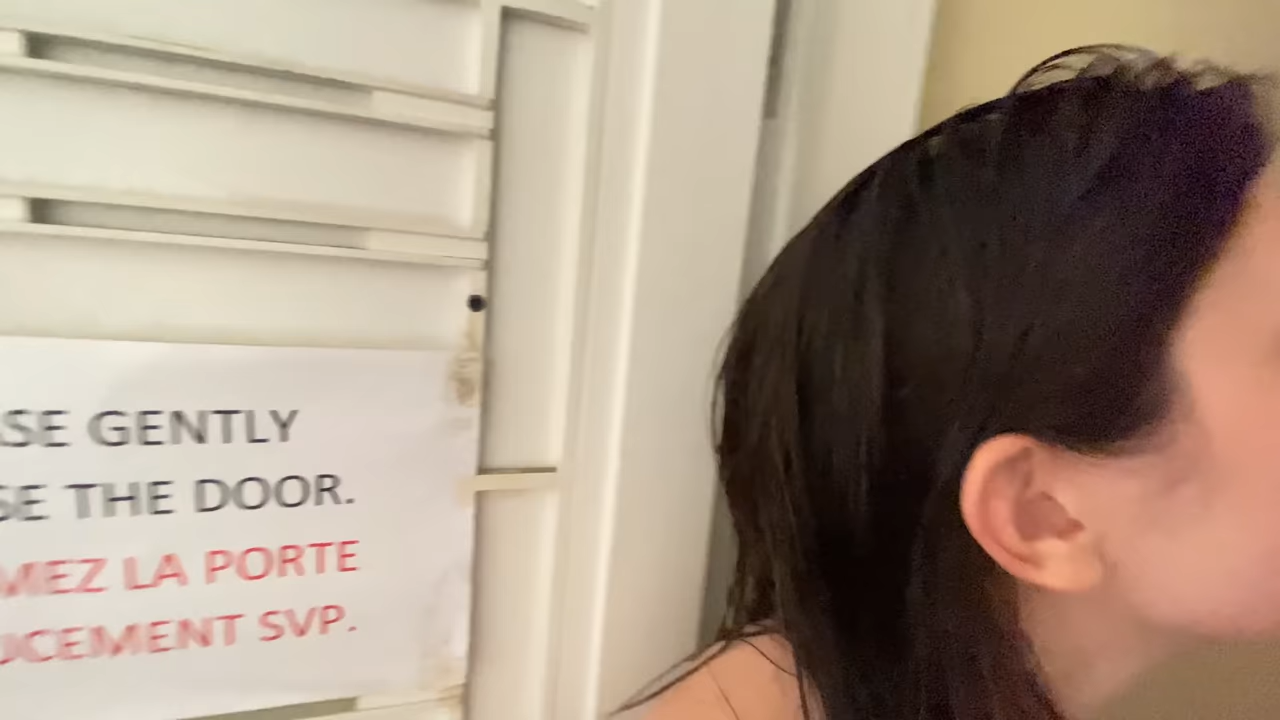 SE GENTLY
SE THE DOOR.
MEZ LA PORTE
UCEMENT SVP.